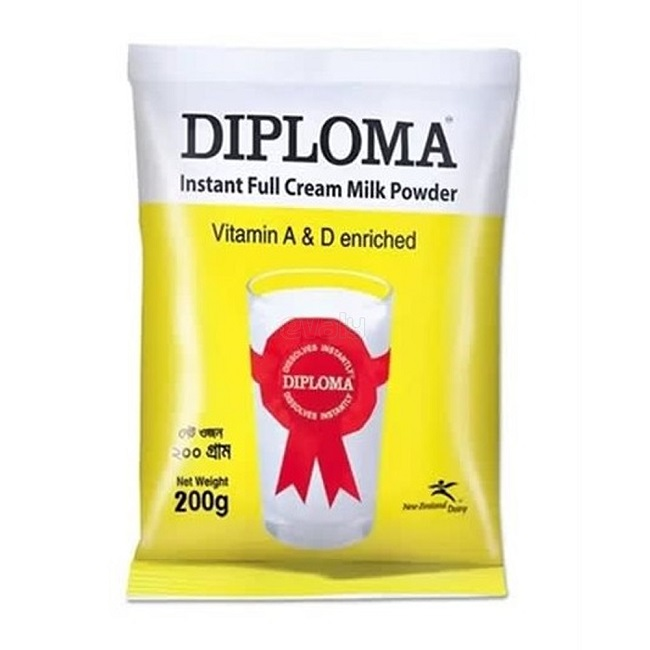 DIPLOMA
Instant Full Cream Milk Powder
Vitamin A & D enriched
DISSOLVES INSTANTLY
DIPLOMA
DISSOLVES INSTANTLY
নেট ওজন
২০০ গ্রাম
Net Weight
200g
New Zealand Dairy